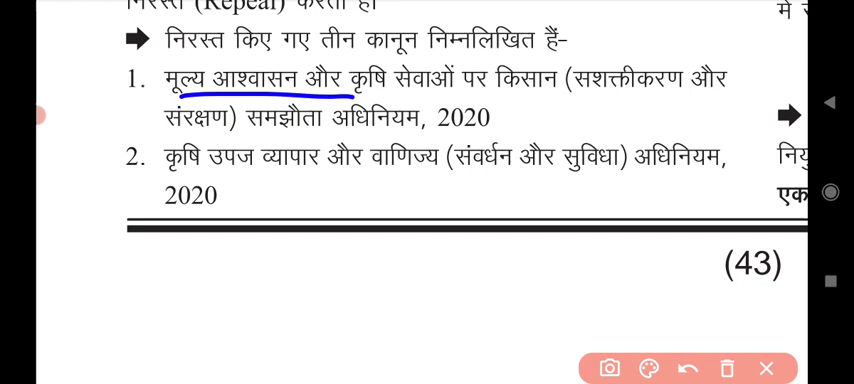 निरस्त (Repeal) करता है।
➡ निरस्त किए गए तीन कानून निम्नलिखित हैं-
1. मूल्य आश्वासन और कृषि सेवाओं पर किसान (सशक्तीकरण और
संरक्षण) समझौता अधिनियम, 2020
2. कृषि उपज व्यापार और वाणिज्य (संवर्धन और सुविधा) अधिनियम,
2020
(43)
में
➡
एक